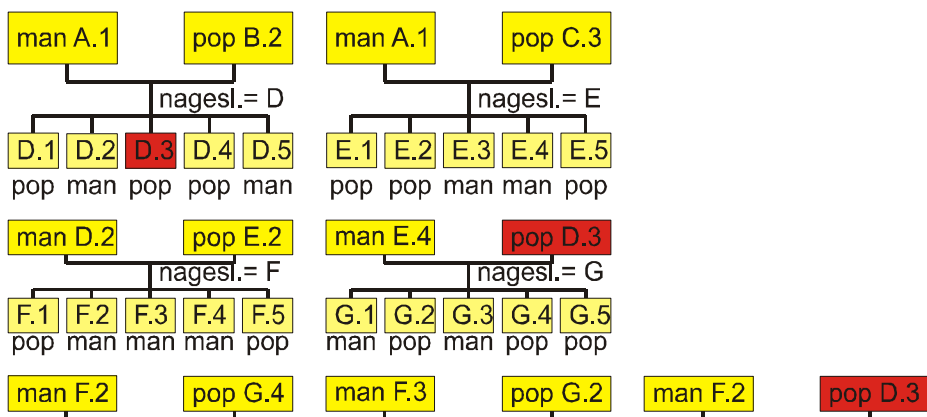 man A.1 pop B.2 man A.1 pop C.3
nagesl.= D nagesl.= E
D.1 D.2 D.3 D.4 D.5 E.1 E.2 E.3 E.4 E.5
pop man pop pop man pop pop man man pop
man D.2 pop E.2 man E.4 pop D.3
nagesl.= F nagesl.= G
F.1 F.2 F.3 F.4 F.5 G.1 G.2 G.3 G.4 G.5
pop man man man pop man pop man pop pop
man F.2 pop G.4 man F.3 pop G.2 man F.2 pop D.3